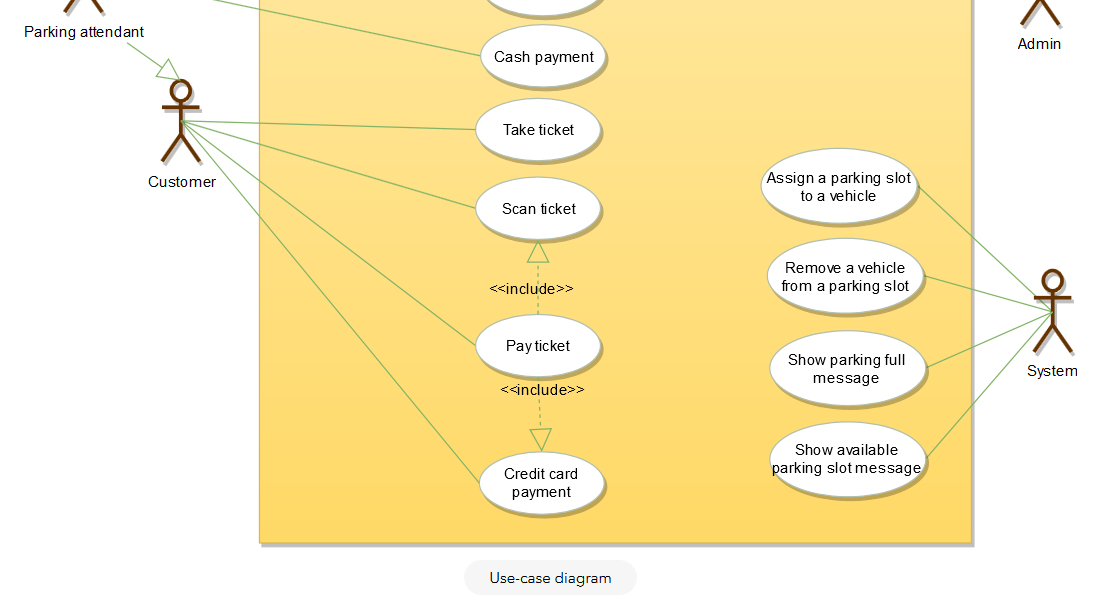 Parking attendant
Admin
Cash payment
Take ticket
Customer
Scan ticket
Assign a parking slot
to a vehicle
Remove a vehicle
from a parking slot
<<include>>
Pay ticket
Show parking full
message
System
<<include>>
Show available
parking slot message
Credit card
payment
Use-case diagram